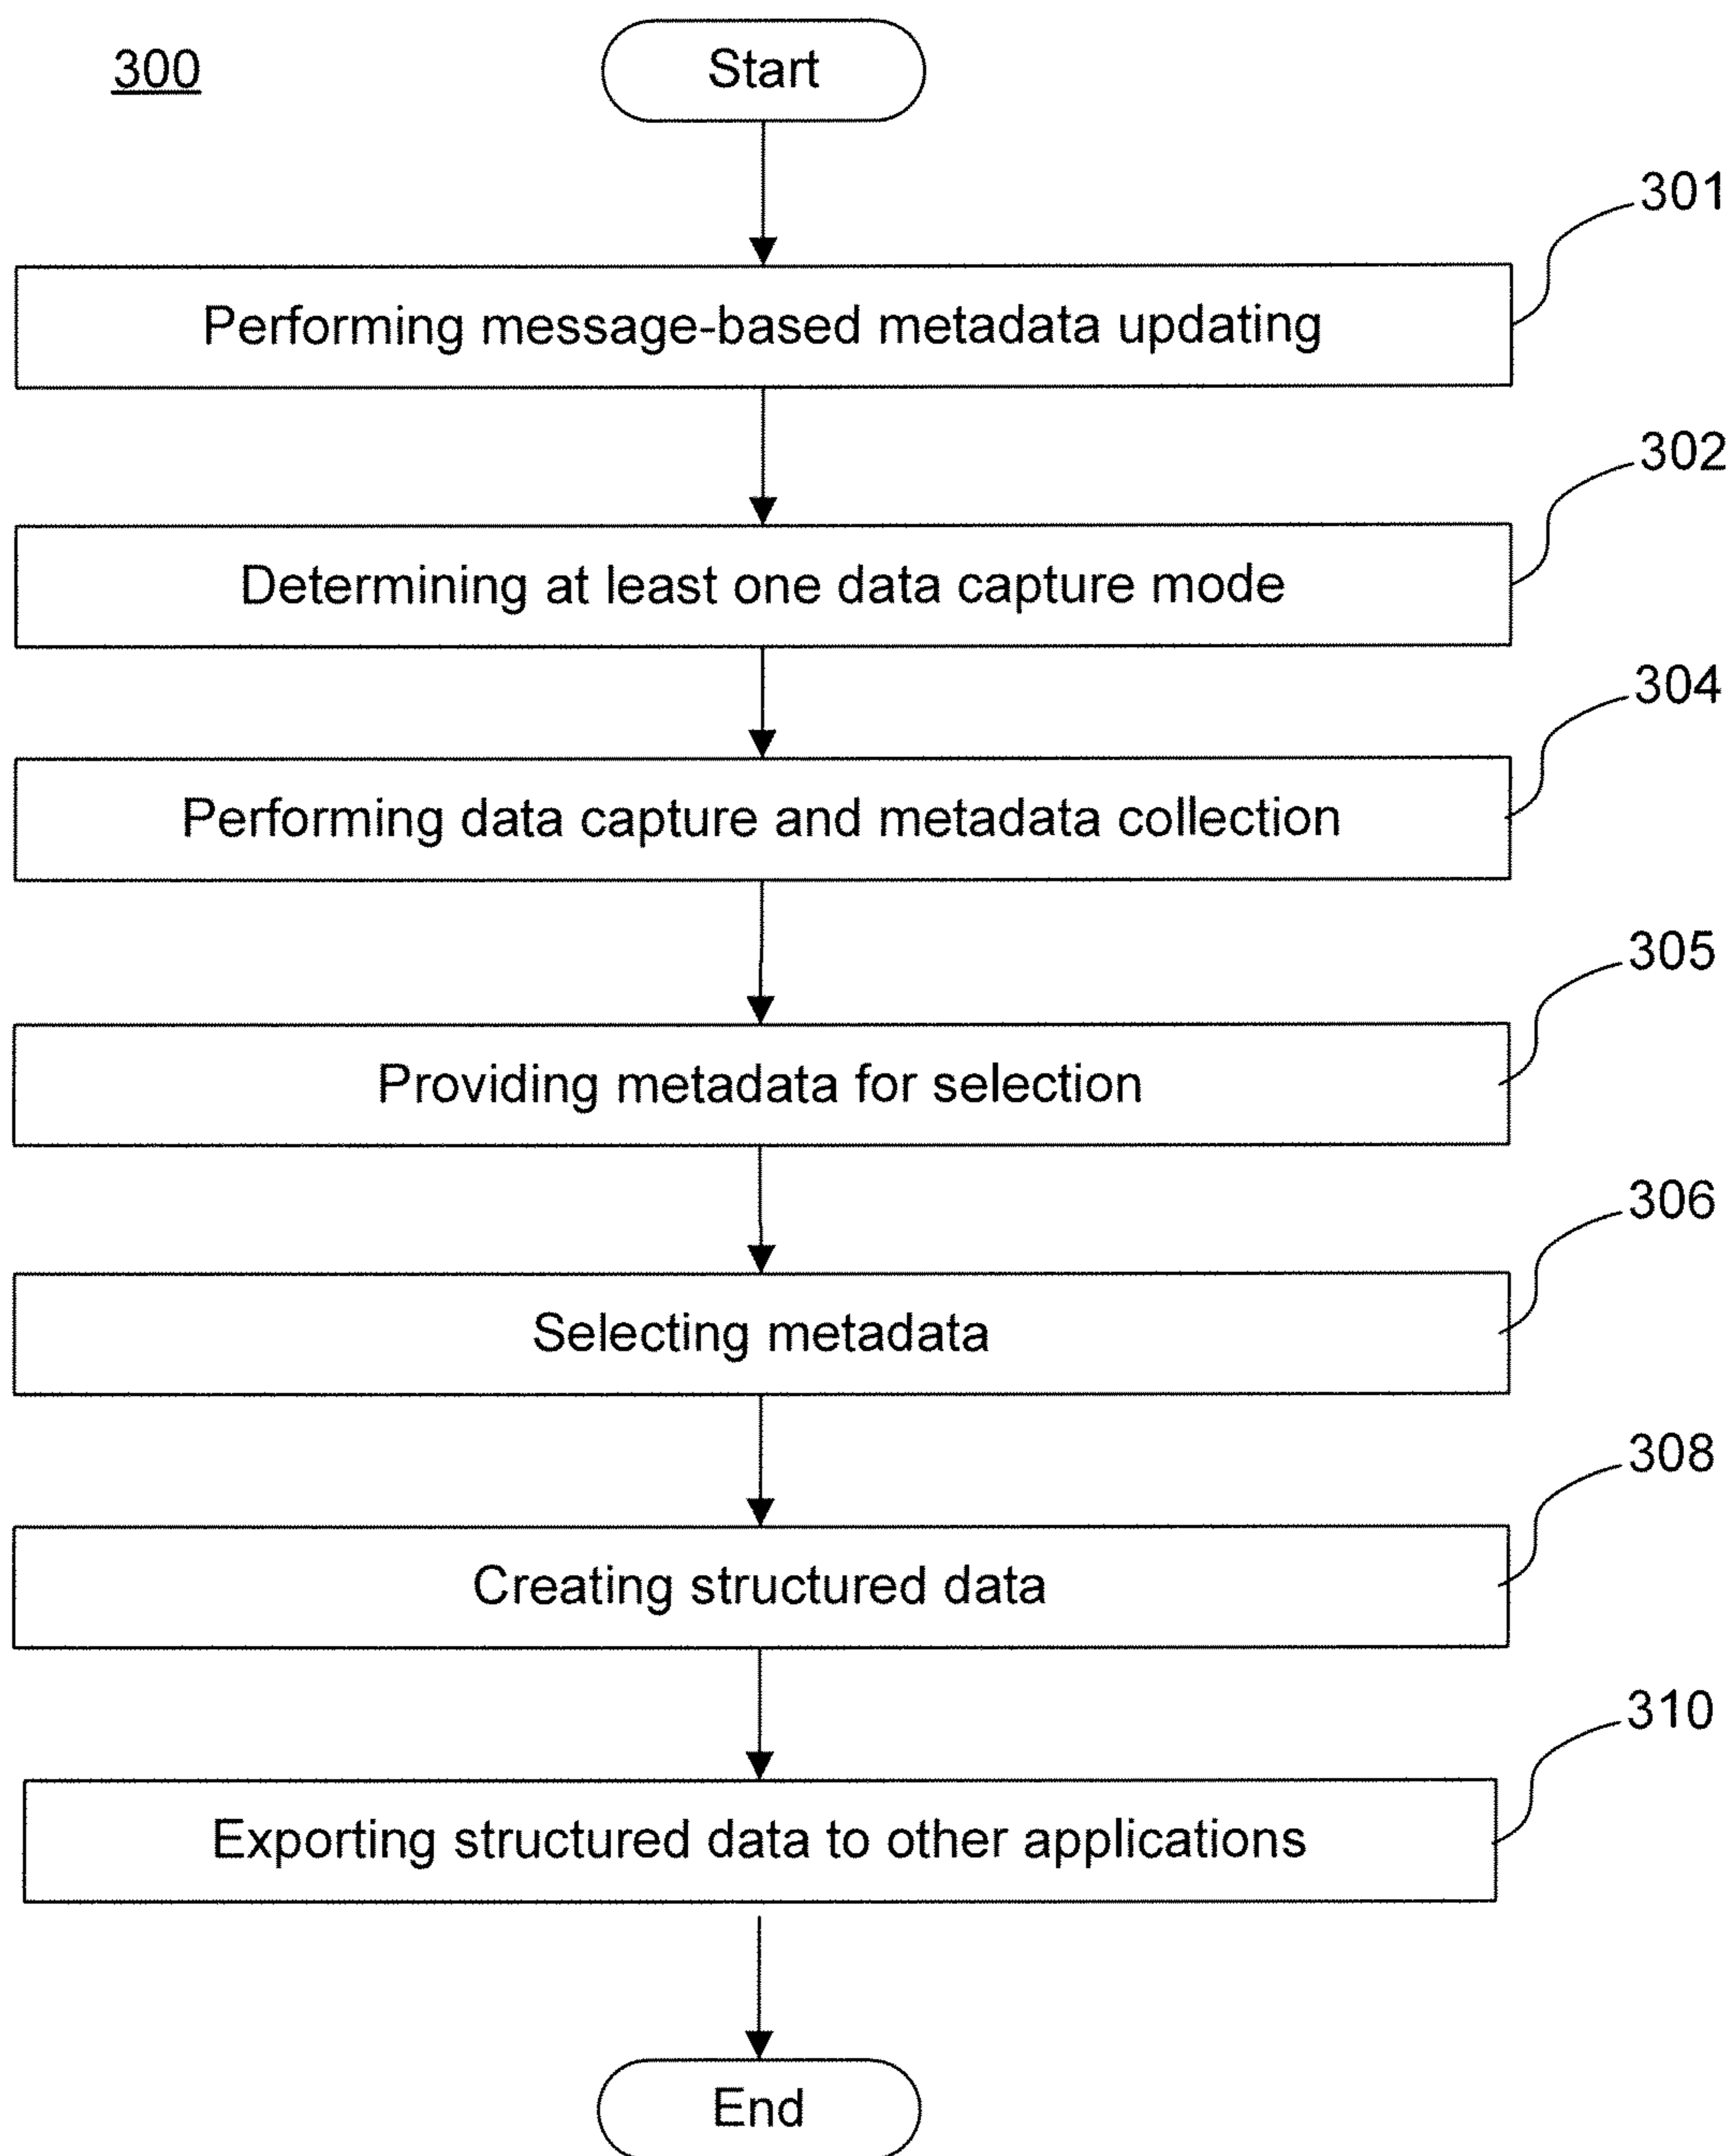 300
Start
301
Performing message-based metadata updating
302
Determining at least one data capture mode
304
Performing data capture and metadata collection
305
Providing metadata for selection
306
Selecting metadata
308
Creating structured data
310
Exporting structured data to other applications
End